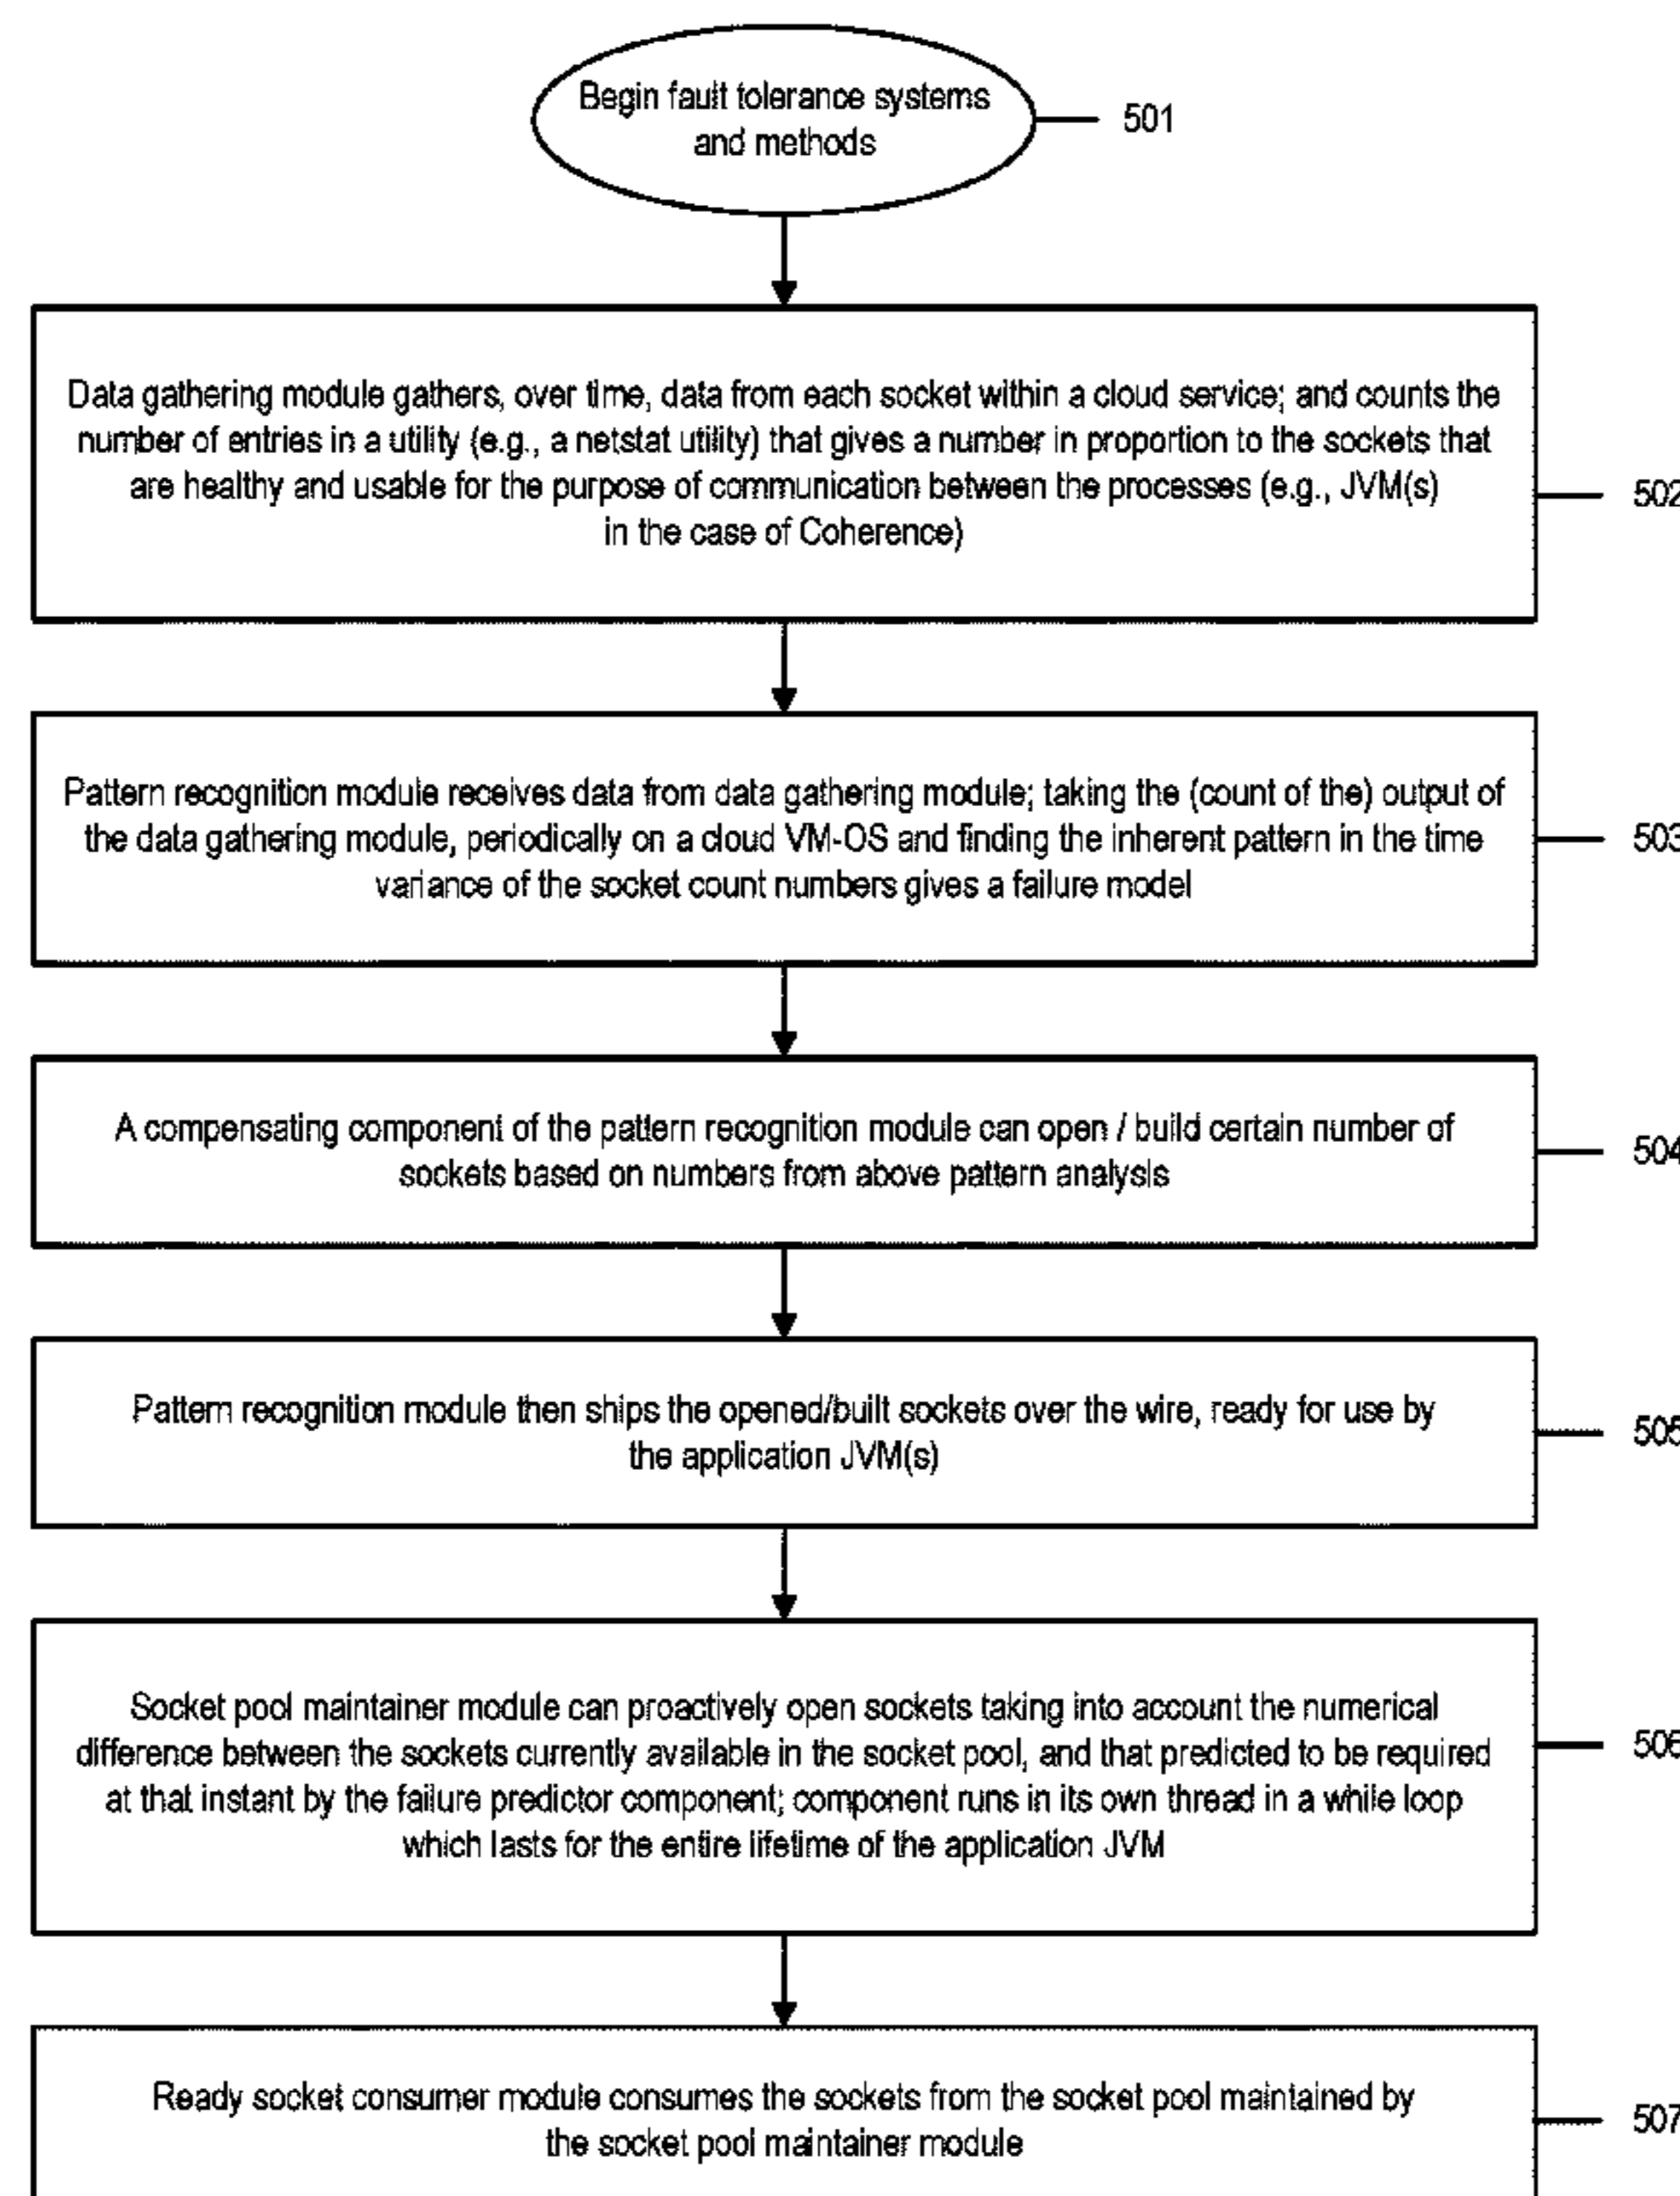 Begin fault tolerance systems
and methods
501
Data gathering module gathers, over time, data from each socket within a cloud service; and counts the
number of entries in a utility (e.g., a netstat utility) that gives a number in proportion to the sockets that
are healthy and usable for the purpose of communication between the processes (e.g., JVM(s)
in the case of Coherence)
502
Pattern recognition module receives data from data gathering module; taking the (count of the) output of
the data gathering module, periodically on a cloud VM-OS and finding the inherent pattern in the time
variance of the socket count numbers gives a failure model
503
A compensating component of the pattern recognition module can open / build certain number of
sockets based on numbers from above pattern analysis
504
Pattern recognition module then ships the opened/built sockets over the wire, ready for use by
the application JVM(s)
505
Socket pool maintainer module can proactively open sockets taking into account the numerical
difference between the sockets currently available in the socket pool, and that predicted to be required
at that instant by the failure predictor component; component runs in its own thread in a while loop
which lasts for the entire lifetime of the application JVM
506
Ready socket consumer module consumes the sockets from the socket pool maintained by
the socket pool maintainer module
507